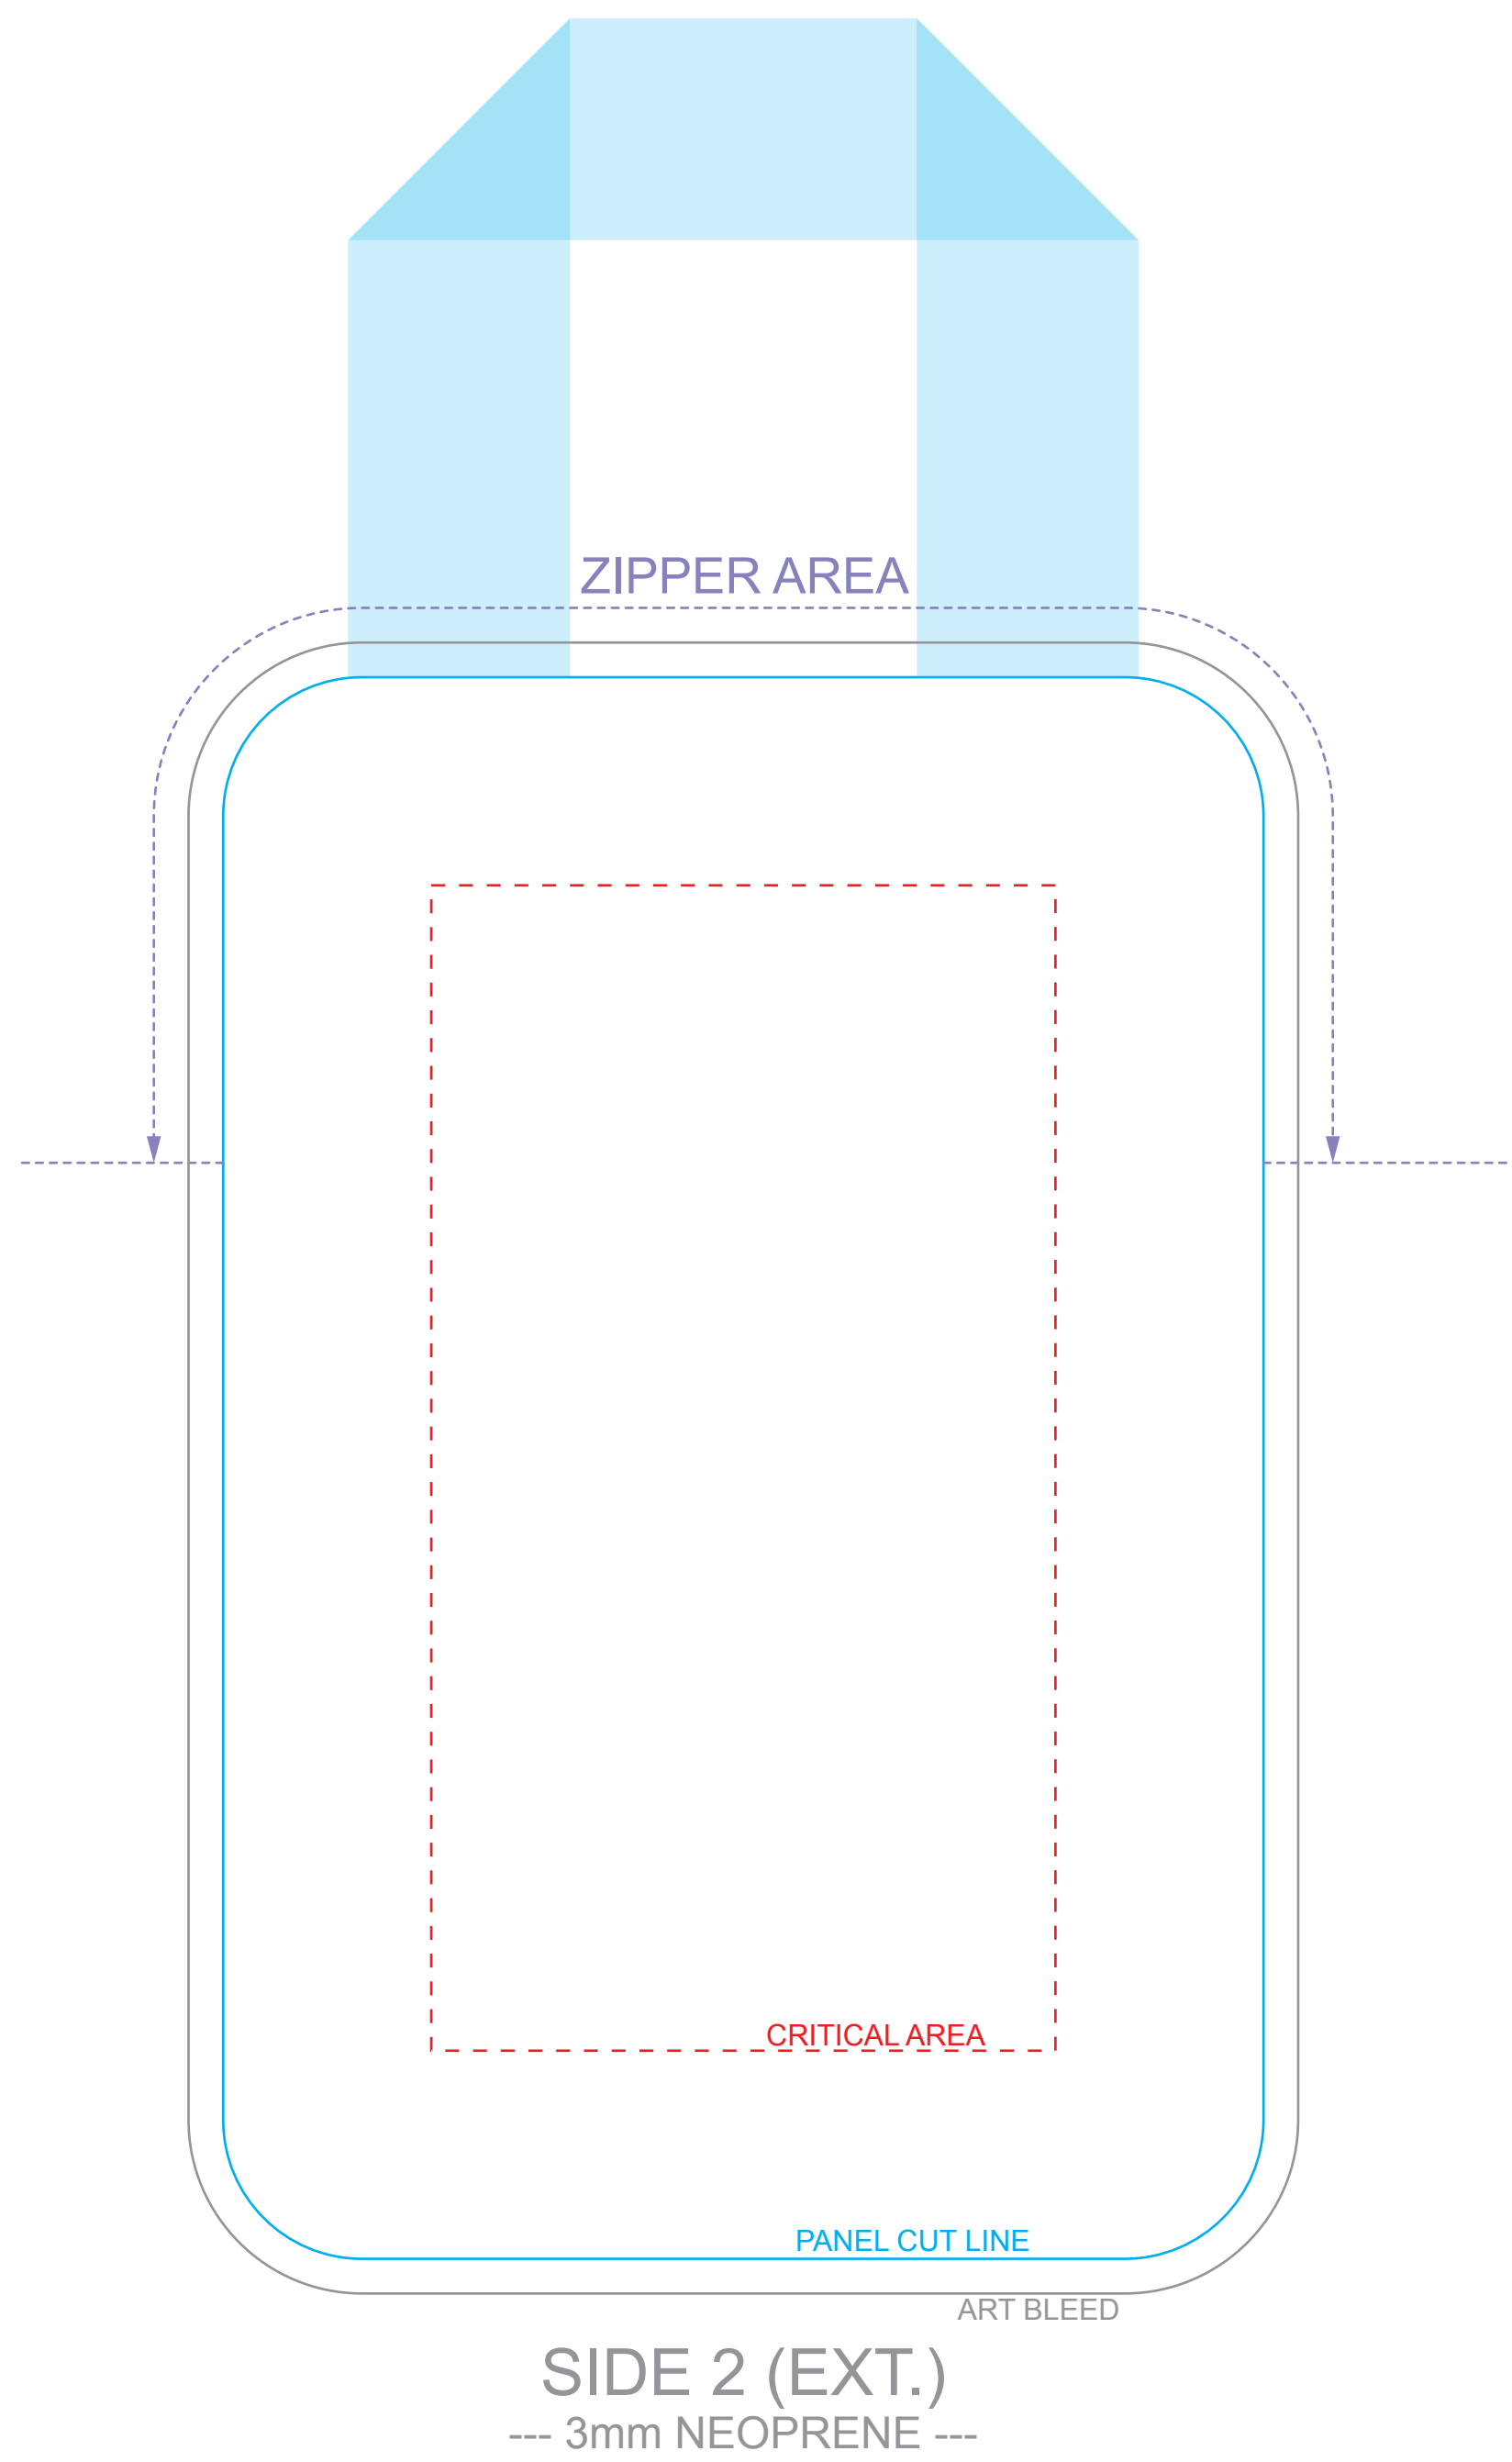 ZIPPER AREA
CRITICAL AREA
PANEL CUT LINE
ART BLEED
SIDE 2 (EXT.)
--- 3mm NEOPRENE ---